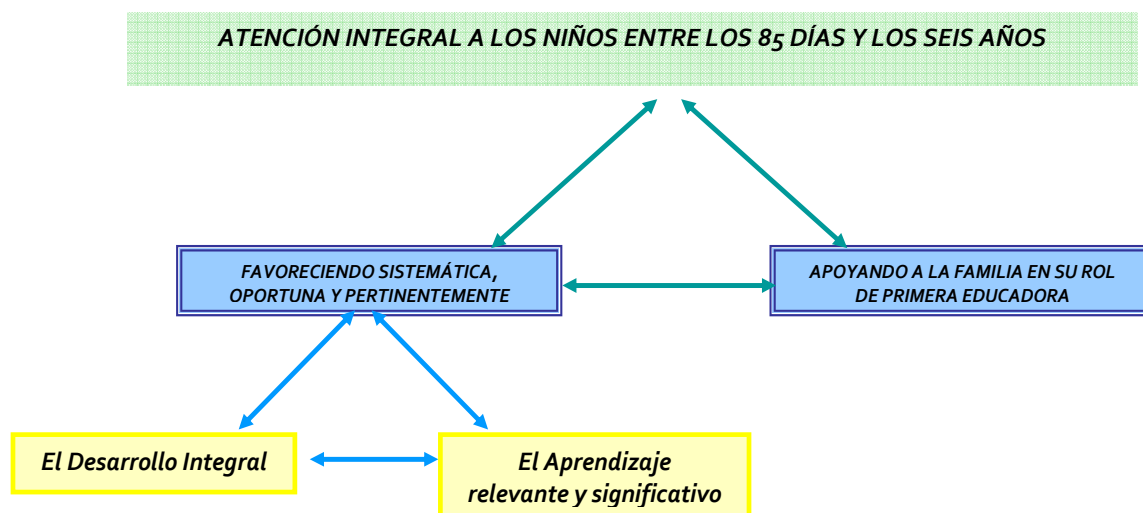 ATENCIÓN INTEGRAL A LOS NIÑOS ENTRE LOS 85 DÍAS Y LOS SEIS AÑOS
FAVORECIENDO SISTEMÁTICA,
OPORTUNA Y PERTINENTEMENTE
APOYANDO A LA FAMILIA EN SU ROL
DE PRIMERA EDUCADORA
El Desarrollo Integral
El Aprendizaje
relevante y significativo